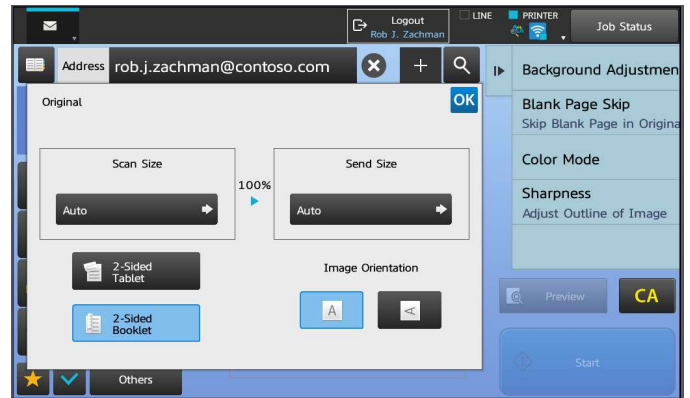 Logout
Rob J. Zachman
LINE
PRINTER
Job Status
Address rob.j.zachman@contoso.com
Original
OK
Scan Size
Send Size
100%
Auto
Auto
2-Sided
Tablet
2-Sided
Booklet
Image Orientation
A
A
Background Adjustmen
Blank Page Skip
Skip Blank Page in Origina
Color Mode
Sharpness
Adjust Outline of Image
Preview
CA
Start
Others